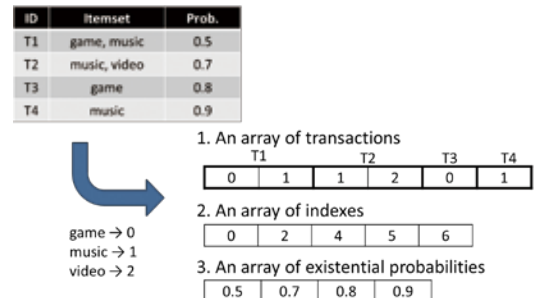 ID Itemset Prob.
T1 game, music 0.5
T2 music, video 0.7
T3 game 0.8
T4 music 0.9
1. An array of transactions
T1 T2 T3 T4
0 1 1 2 0 1
2. An array of indexes
0 2 4 5 6
game → 0
music → 1
video → 2
3. An array of existential probabilities
0.5 0.7 0.8 0.9